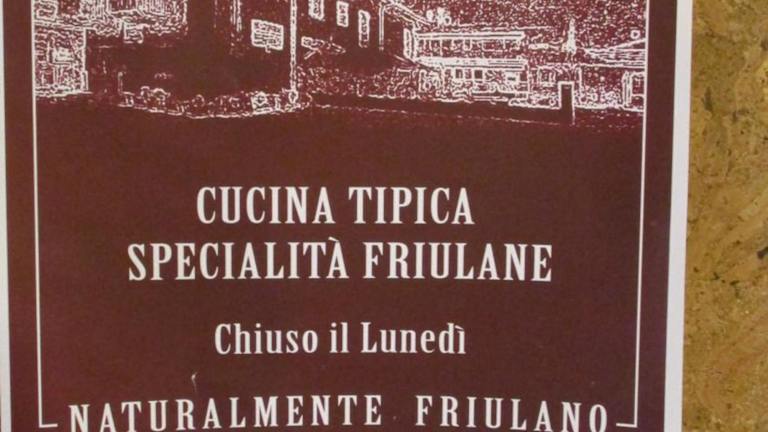 CUCINA TIPICA
SPECIALITÀ FRIULANE
Chiuso il Lunedì
NATURALMENTE FRIULANO